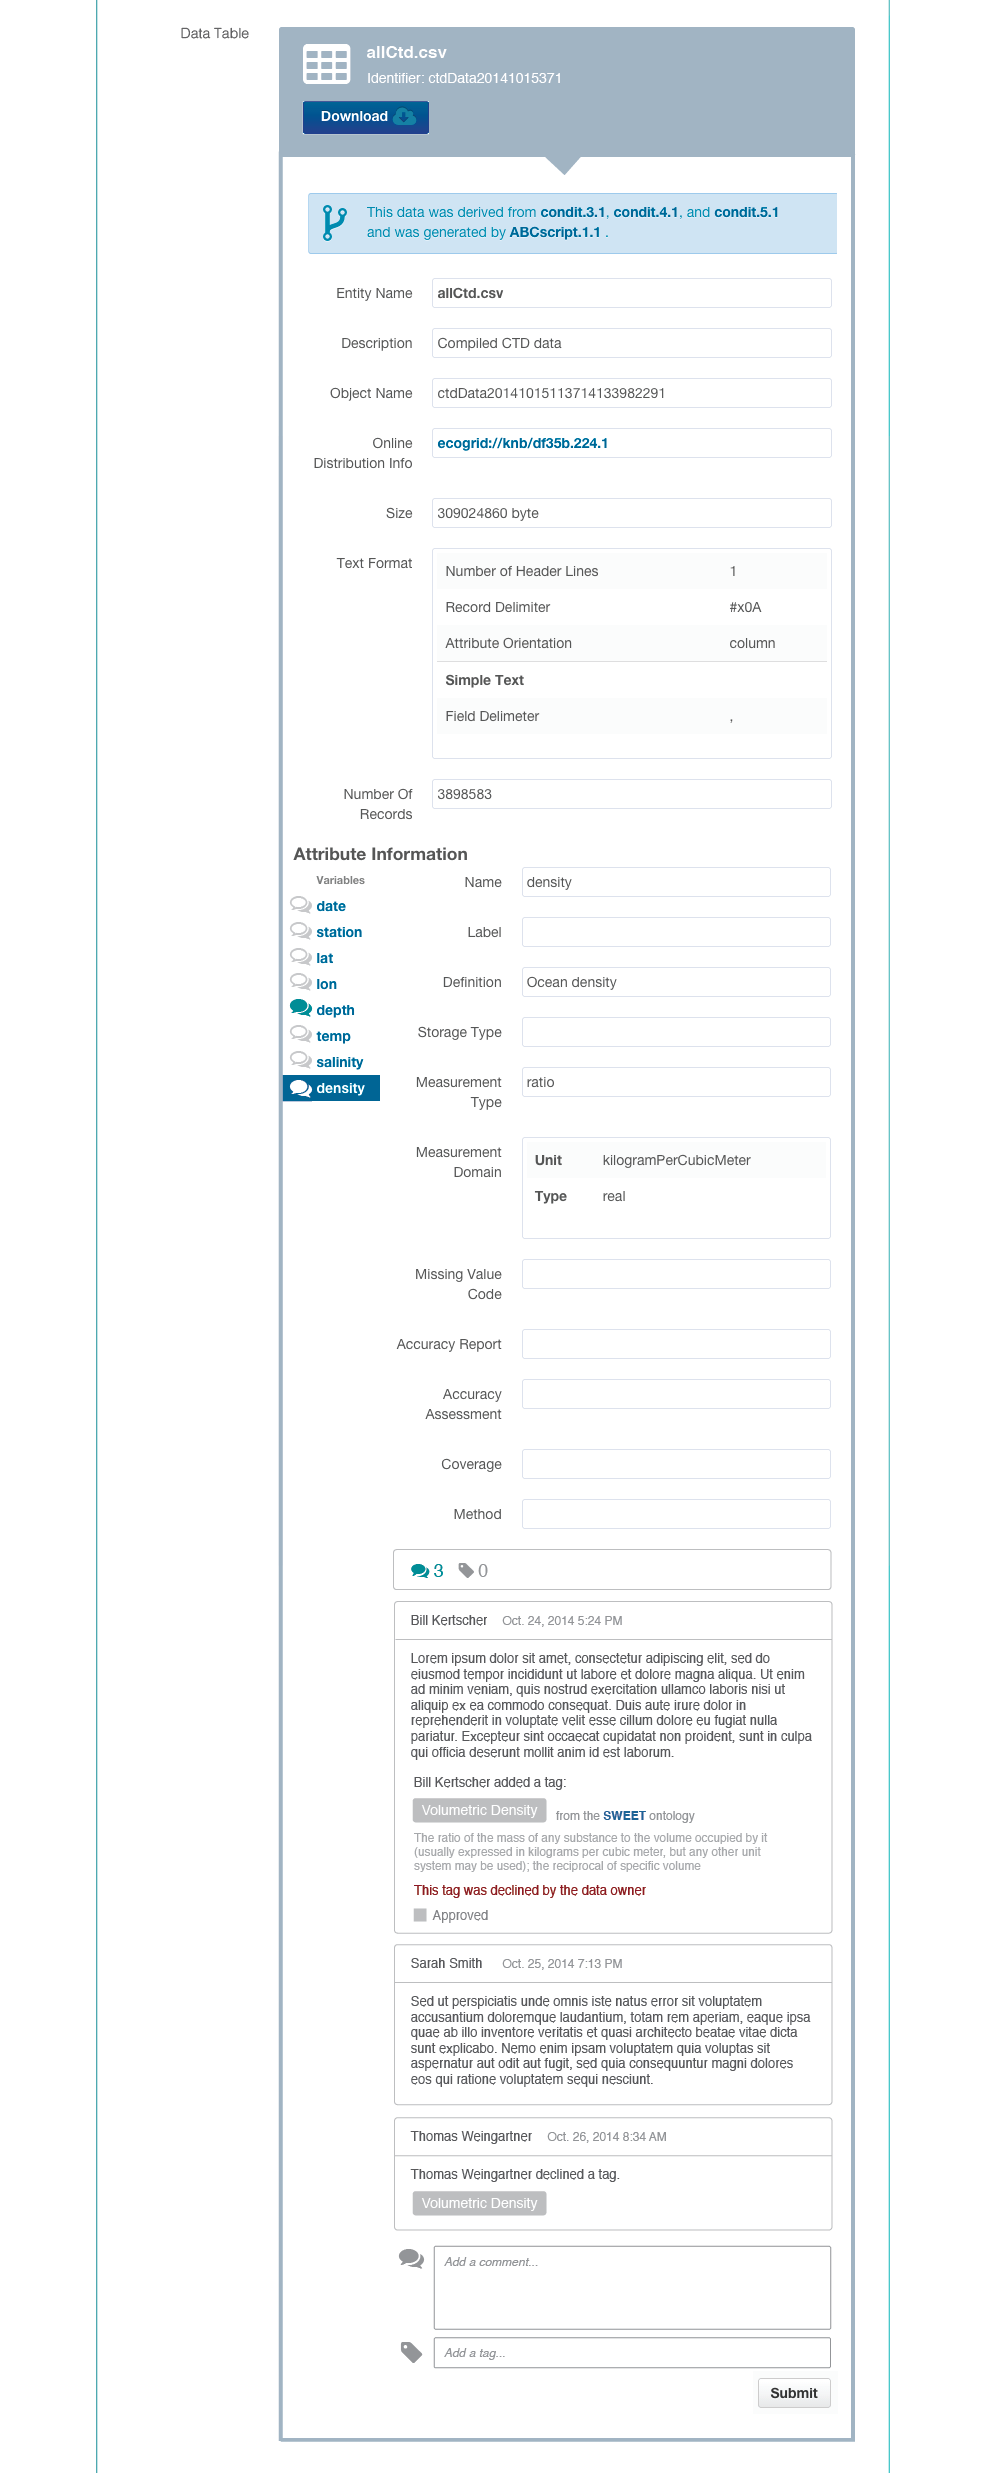 Data Table
allCtd.csv
Identifier: ctdData20141015371
Download
This data was derived from condit.3.1, condit.4.1, and condit.5.1
and was generated by ABCscript.1.1 .
Entity Name
allCtd.csv
Description
Compiled CTD data
Object Name
ctdData20141015113714133982291
Online
Distribution Info
ecogrid://knb/df35b.224.1
Size
309024860 byte
Text Format
Number of Header Lines 1
Record Delimiter #x0A
Attribute Orientation column
Simple Text
Field Delimeter ,
Number Of
Records
3898583
Attribute Information
Variables
date
station
lat
lon
depth
temp
salinity
density
Name
density
Label
Definition
Ocean density
Storage Type
Measurement
Type
ratio
Measurement
Domain
Unit kilogramPerCubicMeter
Type real
Missing Value
Code
Accuracy Report
Accuracy
Assessment
Coverage
Method
3 0
Bill Kertscher Oct. 24, 2014 5:24 PM
Lorem ipsum dolor sit amet, consectetur adipiscing elit, sed do
eiusmod tempor incididunt ut labore et dolore magna aliqua. Ut enim
ad minim veniam, quis nostrud exercitation ullamco laboris nisi ut
aliquip ex ea commodo consequat. Duis aute irure dolor in
reprehenderit in voluptate velit esse cillum dolore eu fugiat nulla
pariatur. Excepteur sint occaecat cupidatat non proident, sunt in culpa
qui officia deserunt mollit anim id est laborum.
Bill Kertscher added a tag:
Volumetric Density from the SWEET ontology
The ratio of the mass of any substance to the volume occupied by it
(usually expressed in kilograms per cubic meter, but any other unit
system may be used); the reciprocal of specific volume
This tag was declined by the data owner
Approved
Sarah Smith Oct. 25, 2014 7:13 PM
Sed ut perspiciatis unde omnis iste natus error sit voluptatem
accusantium doloremque laudantium, totam rem aperiam, eaque ipsa
quae ab illo inventore veritatis et quasi architecto beatae vitae dicta
sunt explicabo. Nemo enim ipsam voluptatem quia voluptas sit
aspernatur aut odit aut fugit, sed quia consequuntur magni dolores
eos qui ratione voluptatem sequi nesciunt.
Thomas Weingartner Oct. 26, 2014 8:34 AM
Thomas Weingartner declined a tag.
Volumetric Density
Add a comment...
Add a tag...
Submit